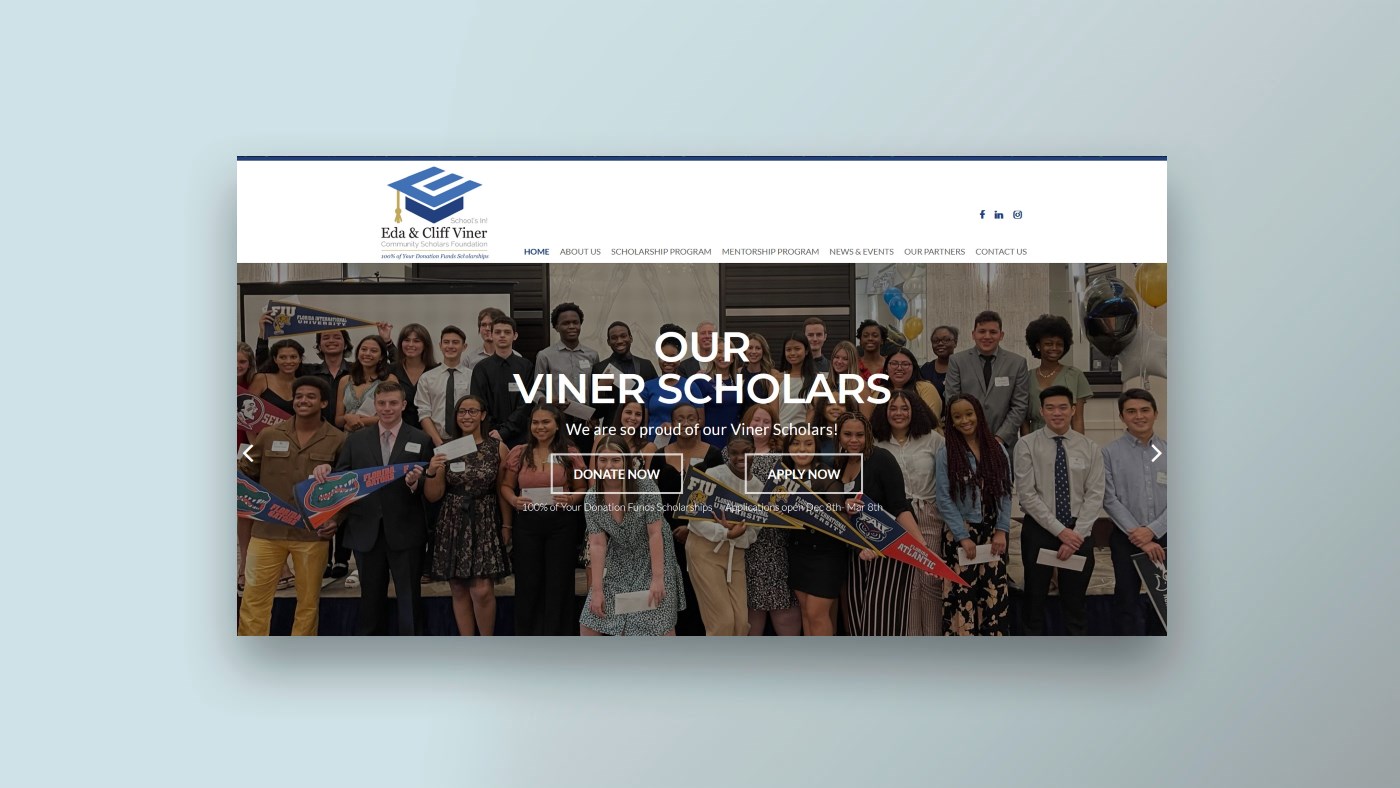 School's In!
Eda & Cliff Viner
Community Scholars Foundation
100% of Your Donation Funds Scholarships
HOME ABOUT US SCHOLARSHIP PROGRAM MENTORSHIP PROGRAM NEWS & EVENTS OUR PARTNERS CONTACT US
FIU FLORIDA INTERNATIONAL
UNIVERSITY
OUR
VINER SCHOLARS
We are so proud of our Viner Scholars!
DONATE NOW APPLY NOW
100% of Your Donation Funds Scholarships Applications open Dec 8th- Mar 8th
FLORIDA
GATORS
FIU
FIU
FAU
FLORIDA
ATLANTIC